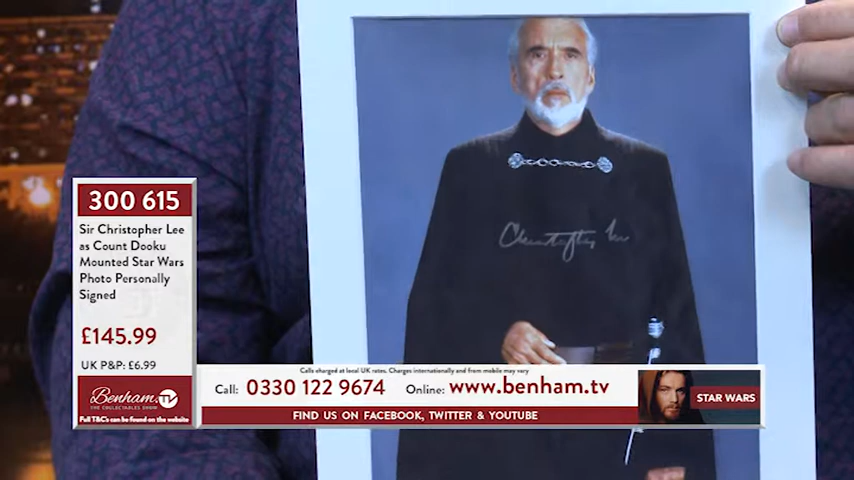 300 615
Sir Christopher Lee
as Count Dooku
Mounted Star Wars
Photo Personally
Signed
£145.99
UK P&P: £6.99
Benham.TV
THE COLLECTABLES SHOW
Full T&C's can be found on the website
Christopher Lee
Calls charged at local UK rates. Charges internationally and from mobile may vary
Call: 0330 122 9674 Online: www.benham.tv
FIND US ON FACEBOOK, TWITTER & YOUTUBE
STAR WARS